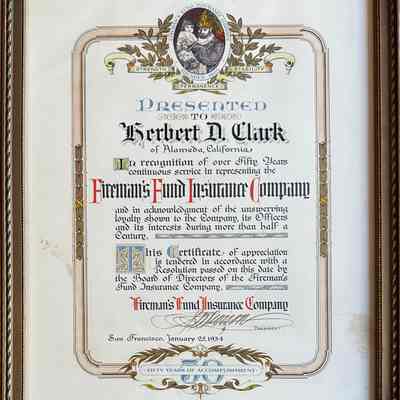 STRENGTH
STABILITY
1863
PERMANENCE
PRESENTED
TO
Herbert D. Clark
of Alameda, California,
In recognition of over Fifty Years
continuous service in representing the
Fireman's Fund Insurance Company
and in acknowledgment of the unswerving
loyalty shown to the Company, its Officers
and its interests during more than half a
Century.
This Certificate of appreciation
is tendered in accordance with a
Resolution passed on this date by
the Board of Directors of the Fireman's
Fund Insurance Company.
Fireman's Fund Insurance Company
PRESIDENT
San Francisco, January 22, 1934
FIFTY YEARS OF ACCOMPLISHMENT
50